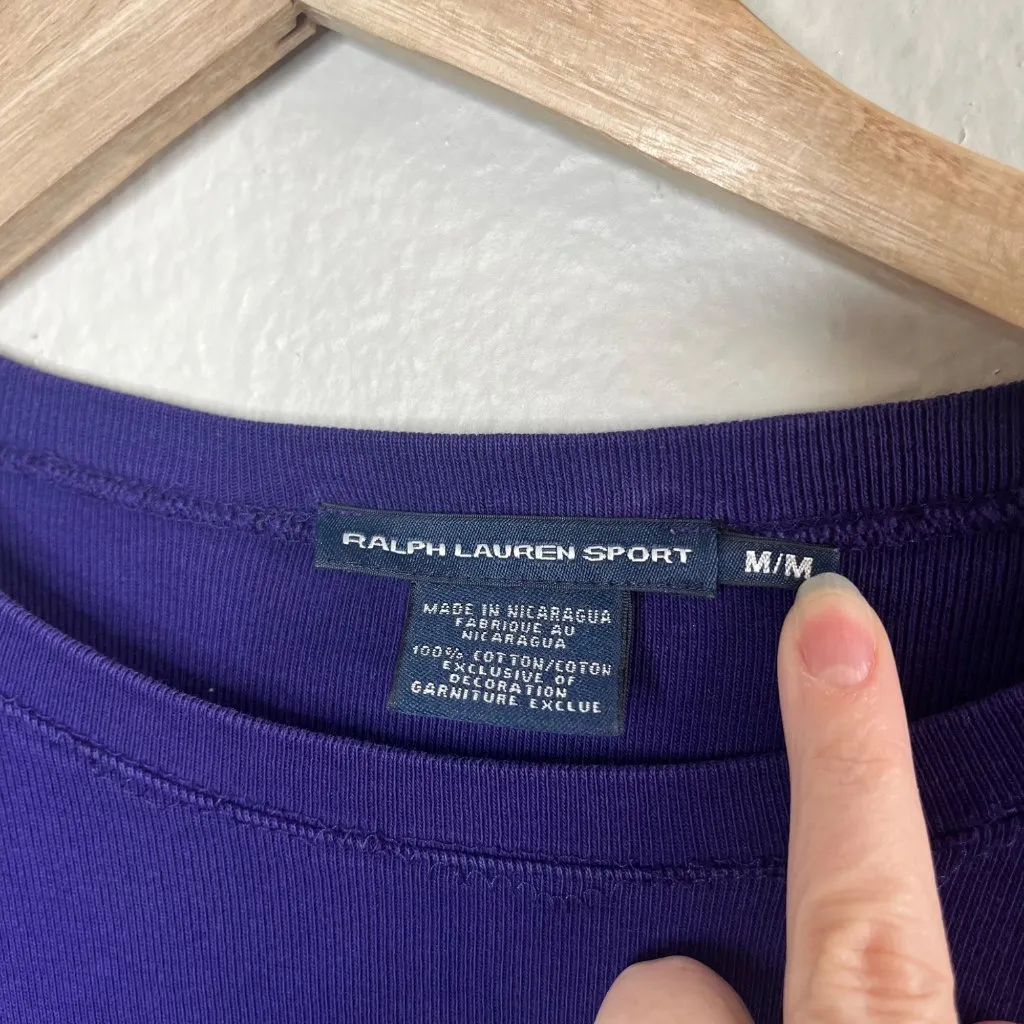 RALPH LAUREN SPORT
M/M
MADE IN NICARAGUA
FABRIQUE AU
NICARAGUA
100% COTTON/COTON
EXCLUSIVE OF
DECORATION
GARNITURE EXCLUE